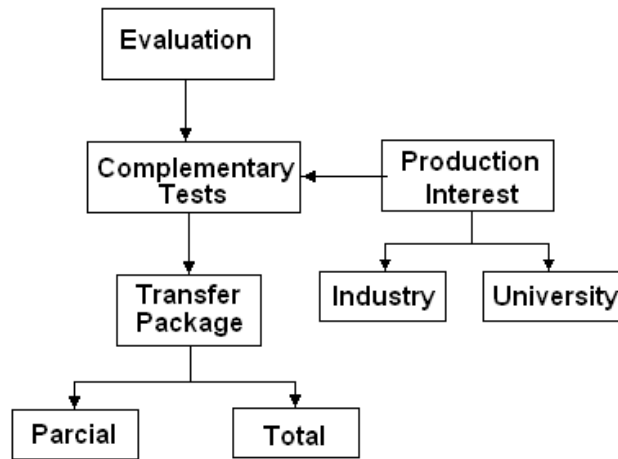 Evaluation
Complementary
Tests
Production
Interest
Transfer
Package
Industry
University
Parcial
Total